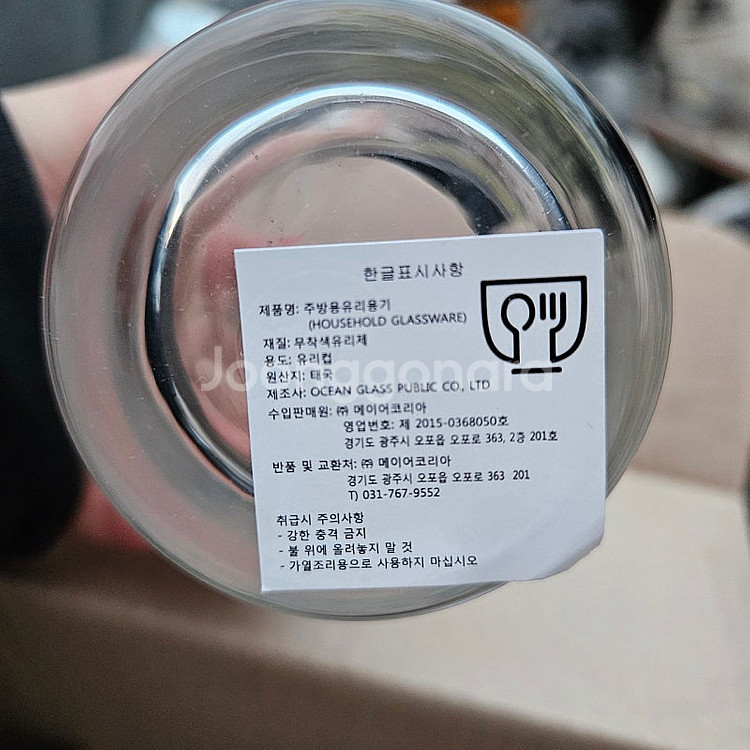 한글표시사항
제품명: 주방용유리용기
(HOUSEHOLD GLASSWARE)
재질: 무착색유리제
용도: 유리컵
원산지: 태국
제조사: OCEAN GLASS PUBLIC CO., LTD
수입판매원: ㈜ 메이어코리아
영업번호: 제 2015-0368050호
경기도 광주시 오포읍 오포로 363, 2층 201호
반품 및 교환처: ㈜ 메이어코리아
경기도 광주시 오포읍 오포로 363 201
T) 031-767-9552
취급시 주의사항
- 강한 충격 금지
- 불 위에 올려놓지 말 것
- 가열조리용으로 사용하지 마십시오
Joonggonara